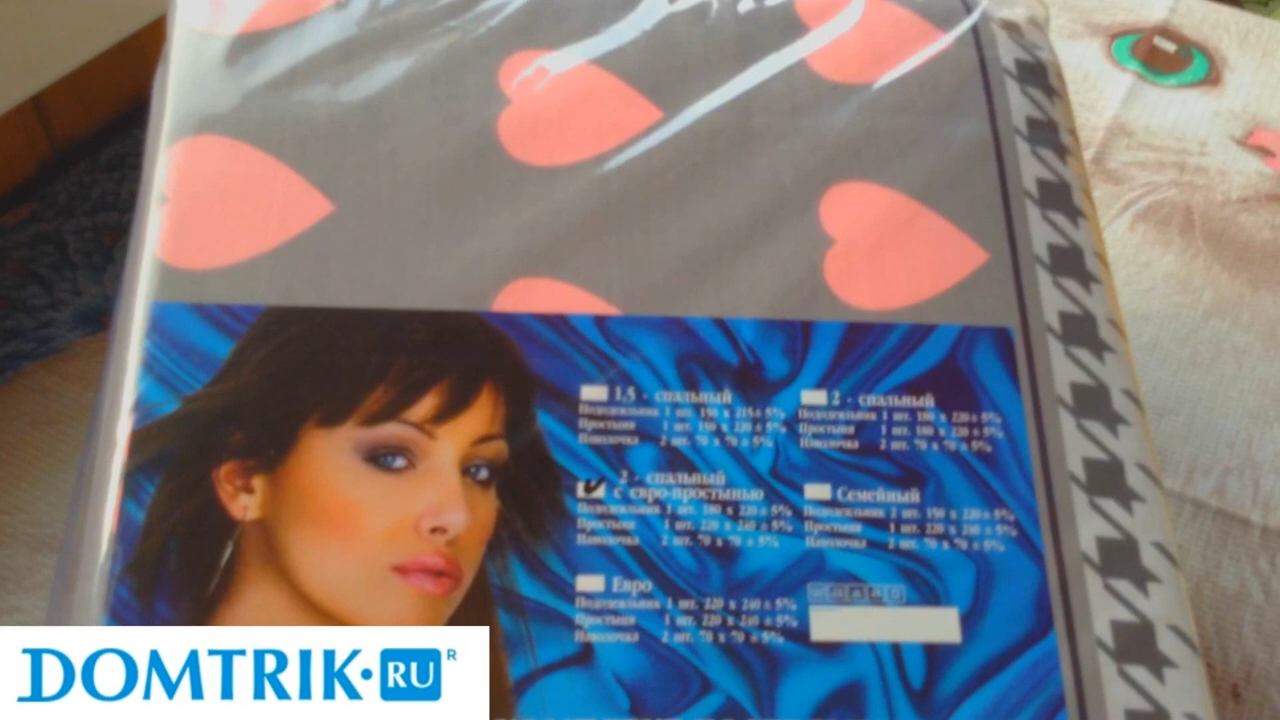 1,5 - спальный
Пододеяльник 1 шт. 150 x 215±5%
Простыня 1 шт. 150 x 220±5%
Наволочка 2 шт. 70 x 70 ±5%
2 - спальный
Пододеяльник 1 шт. 180 x 220±5%
Простыня 1 шт. 180 x 220±5%
Наволочка 2 шт. 70 x 70 ±5%
2 - спальный
с евро-простынью
Пододеяльник 1 шт. 180 x 220±5%
Простыня 1 шт. 220 x 240±5%
Наволочка 2 шт. 70 x 70 ±5%
Семейный
Пододеяльник 2 шт. 150 x 220±5%
Простыня 1 шт. 220 x 240±5%
Наволочка 2 шт. 70 x 70 ±5%
Евро
Пододеяльник 1 шт. 220 x 240±5%
Простыня 1 шт. 220 x 240±5%
Наволочка 2 шт. 70 x 70 ±5%
DOMTRIK·RU R